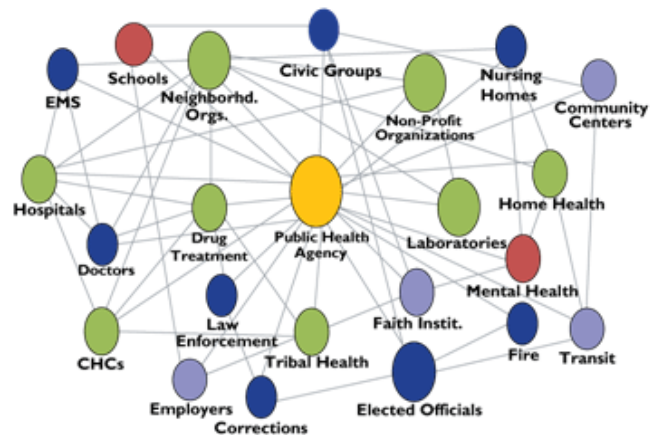 Schools
Civic Groups
Nursing
Homes
EMS
Neighborhd.
Orgs.
Non-Profit
Organizations
Community
Centers
Hospitals
Drug
Treatment
Public Health
Agency
Laboratories
Home Health
Doctors
Mental Health
Law
Enforcement
Faith Instit.
CHCs
Tribal Health
Fire
Transit
Employers
Corrections
Elected Officials